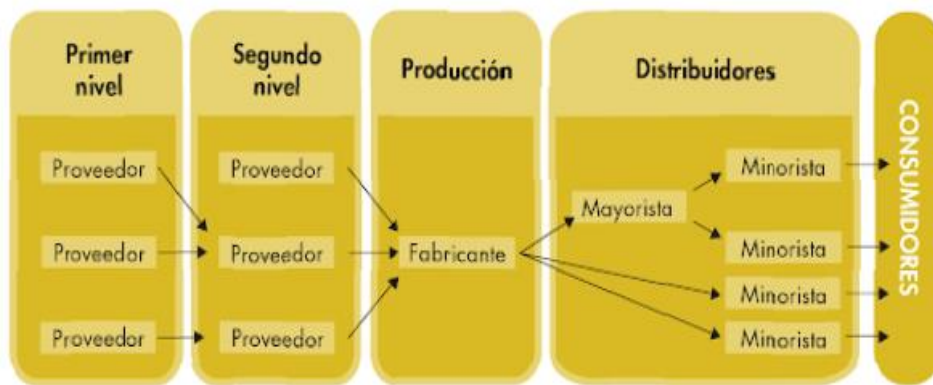 Primer
nivel
Proveedor
Proveedor
Proveedor
Segundo
nivel
Proveedor
Proveedor
Proveedor
Producción
Fabricante
Distribuidores
Mayorista
Minorista
Minorista
Minorista
Minorista
CONSUMIDORES